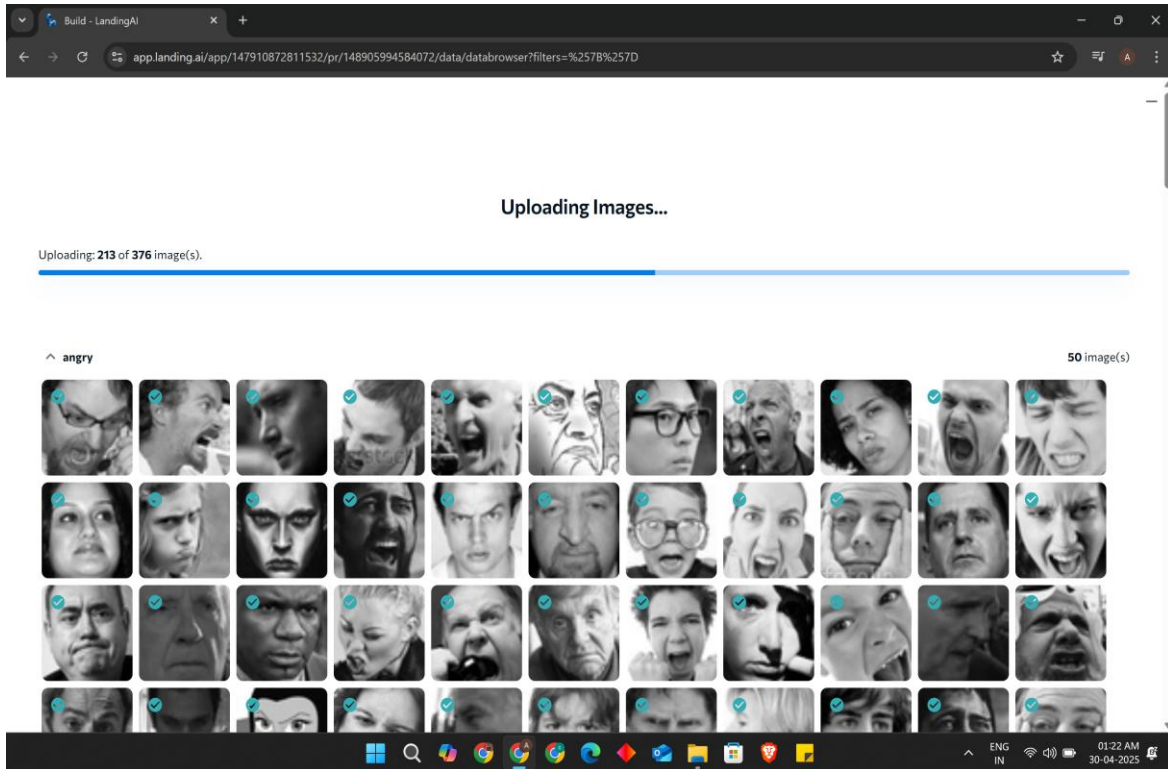 Build - LandingAI
app.landing.ai/app/147910872811532/pr/148905994584072/data/databrowser?filters=%257B%257D
A
Uploading Images...
Uploading: 213 of 376 image(s).
angry
50 image(s)
A
ENG
IN
01:22 AM
30-04-2025